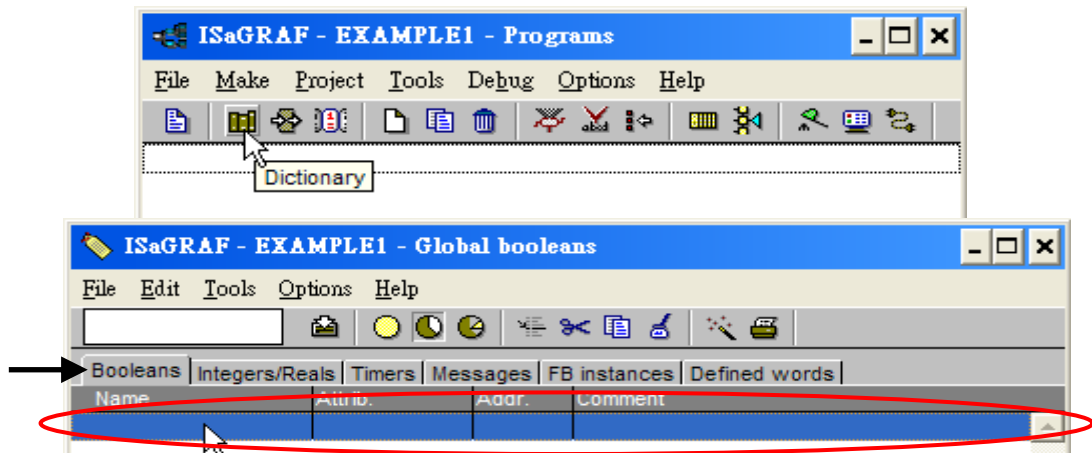 ISaGRAF - EXAMPLE1 - Programs
File Make Project Tools Debug Options Help
Dictionary
ISaGRAF - EXAMPLE1 - Global booleans
File Edit Tools Options Help
Booleans Integers/Reals Timers Messages FB instances Defined words
Name Attrib. Addr. Comment